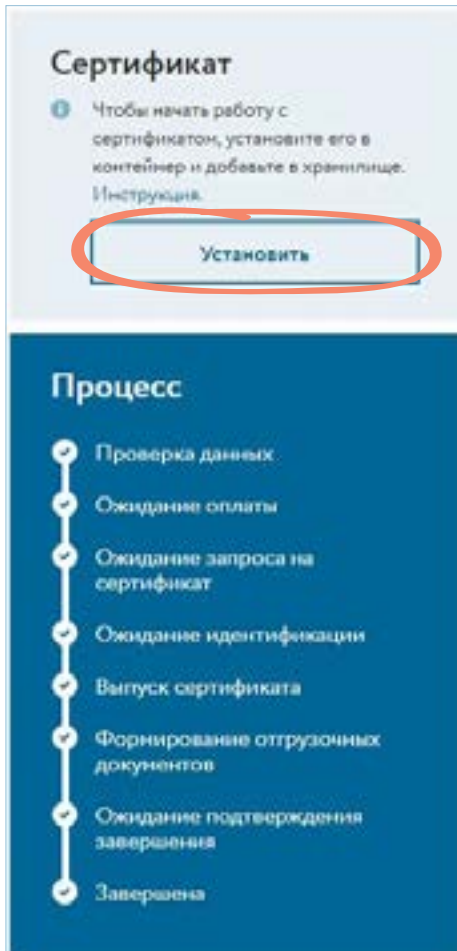 Сертификат
Чтобы начать работу с
сертификатом, установите его в
контейнер и добавьте в хранилище.
Инструкция.
Установить
Процесс
Проверка данных
Ожидание оплаты
Ожидание запроса на
сертификат
Ожидание идентификации
Выпуск сертификата
Формирование отгрузочных
документов
Ожидание подтверждения
завершения
Завершена